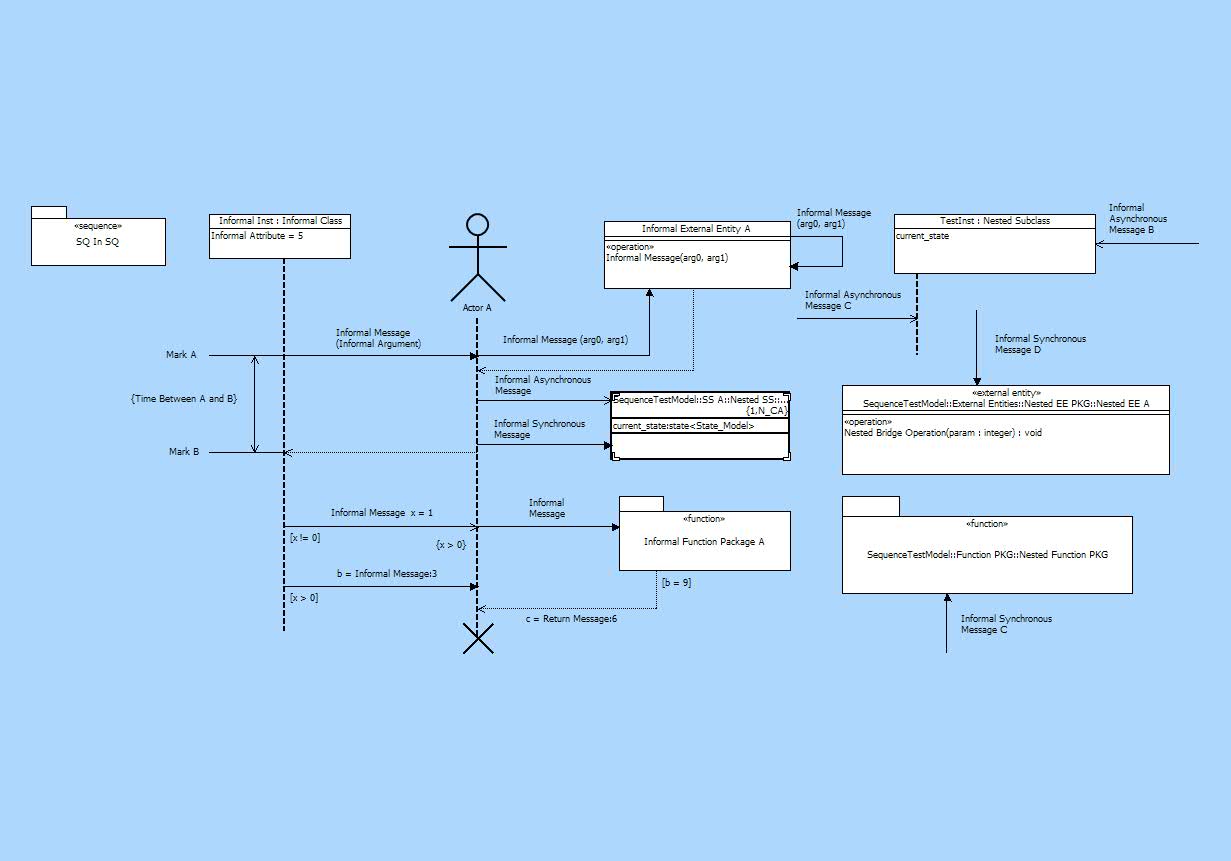 «sequence»
SQ In SQ
Informal Inst : Informal Class
Informal Attribute = 5
Actor A
Informal External Entity A
«operation»
Informal Message(arg0, arg1)
Informal Message
(arg0, arg1)
TestInst : Nested Subclass
current_state
Informal
Asynchronous
Message B
Informal Asynchronous
Message C
Mark A
Informal Message
(Informal Argument)
Informal Message (arg0, arg1)
Informal Synchronous
Message D
{Time Between A and B}
Informal Asynchronous
Message
SequenceTestModel::SS A::Nested SS::...
{1,N_CA}
current_state:state<State_Model>
«external entity»
SequenceTestModel::External Entities::Nested EE PKG::Nested EE A
«operation»
Nested Bridge Operation(param : integer) : void
Informal Synchronous
Message
Mark B
Informal Message  x = 1
[x != 0]
{x > 0}
Informal
Message
«function»
Informal Function Package A
«function»
SequenceTestModel::Function PKG::Nested Function PKG
b = Informal Message:3
[x > 0]
[b = 9]
c = Return Message:6
Informal Synchronous
Message C